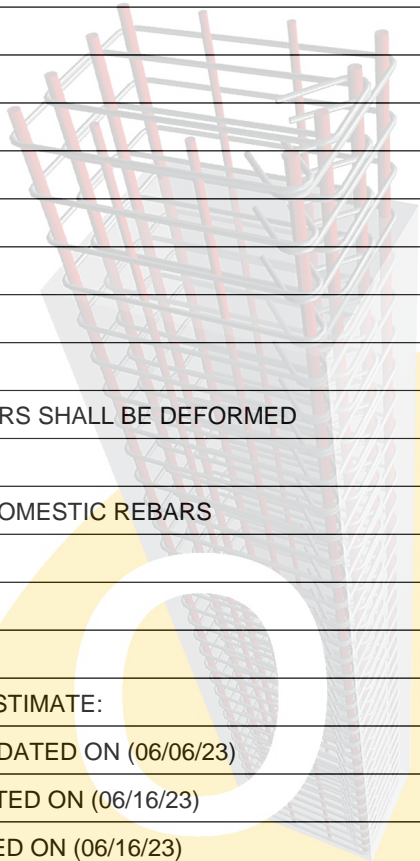 RS SHALL BE DEFORMED
OMESTIC REBARS
STIMATE:
DATED ON (06/06/23)
TED ON (06/16/23)
ED ON (06/16/23)